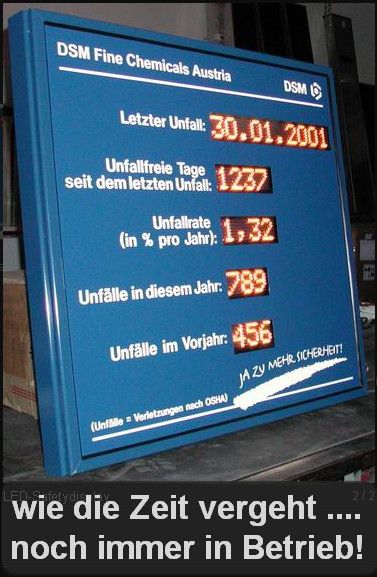 DSM Fine Chemicals Austria
DSM
Letzter Unfall: 30.01.2001
Unfallfreie Tage
seit dem letzten Unfall: 1237
Unfallrate
(in % pro Jahr): 1,32
Unfälle in diesem Jahr: 789
Unfälle im Vorjahr: 456
JA ZU MEHR SICHERHEIT!
(Unfälle = Verletzungen nach OSHA)
LED-Safetydisplay 2 / 2
wie die Zeit vergeht ....
noch immer in Betrieb!